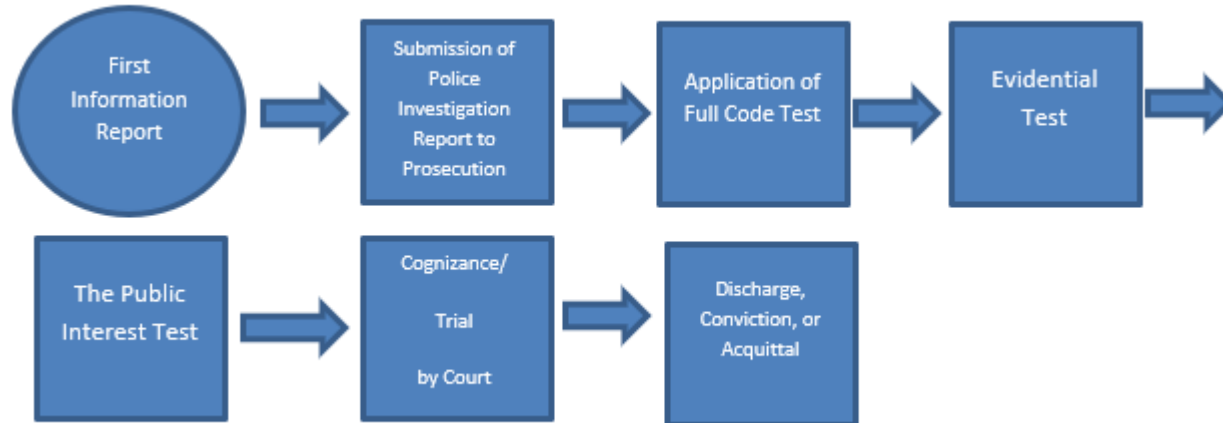 First
Information
Report
Submission of
Police
Investigation
Report to
Prosecution
Application of
Full Code Test
Evidential
Test
The Public
Interest Test
Cognizance/
Trial
by Court
Discharge,
Conviction, or
Acquittal